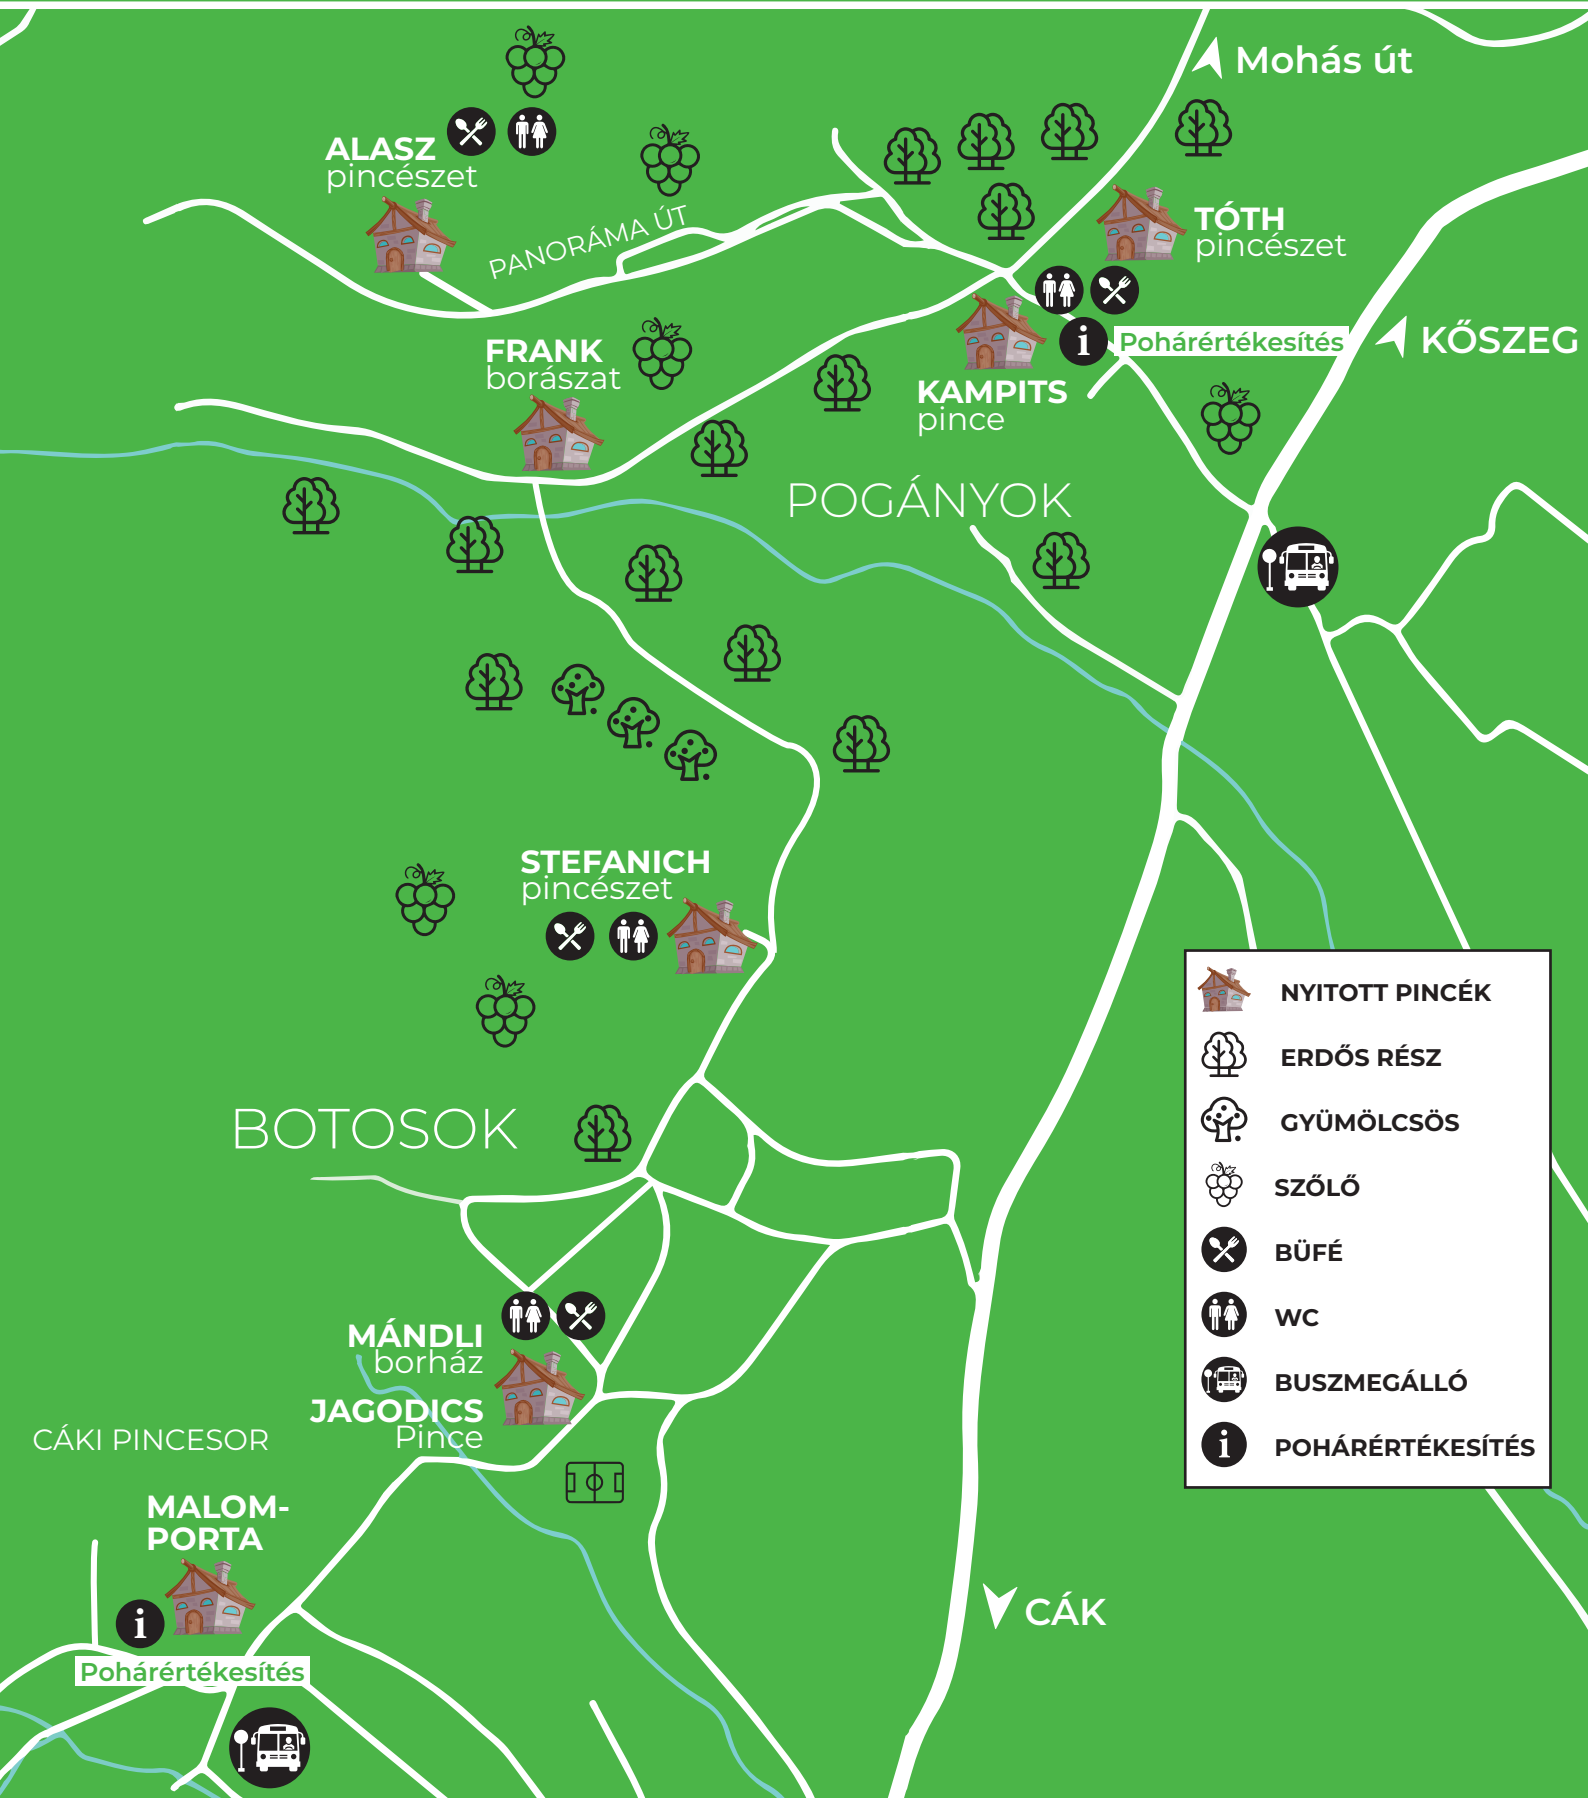 Mohás út
ALASZ
pincészet
PANORÁMA ÚT
TÓTH
pincészet
Pohárértékesítés
KŐSZEG
FRANK
borászat
KAMPITS
pince
POGÁNYOK
STEFANICH
pincészet
BOTOSOK
MÁNDLI
borház
JAGODICS
Pince
CÁKI PINCESOR
MALOM-
PORTA
Pohárértékesítés
CÁK
NYITOTT PINCÉK
ERDŐS RÉSZ
GYÜMÖLCSÖS
SZŐLŐ
BÜFÉ
WC
BUSZMEGÁLLÓ
POHÁRÉRTÉKESÍTÉS